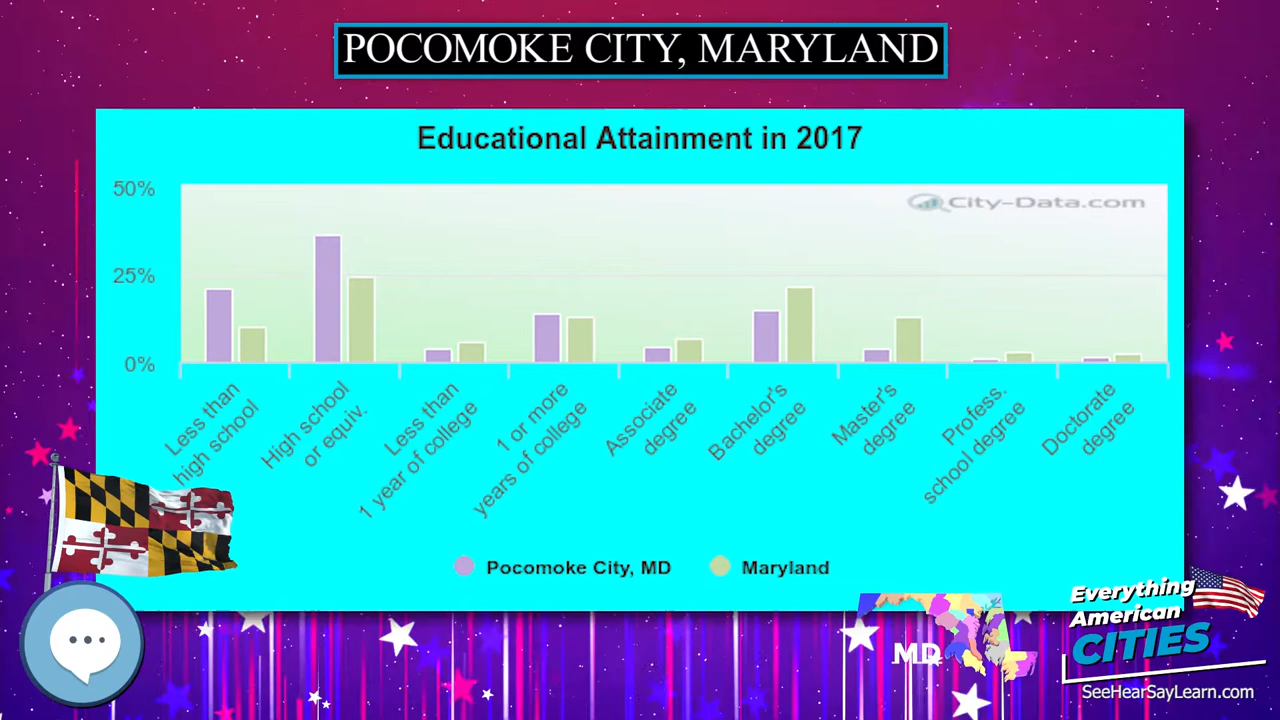 POCOMOKE CITY, MARYLAND
Educational Attainment in 2017
City-Data.com
50%
25%
0%
Less than
high school
High school
or equiv.
Less than
1 year of college
1 or more
years of college
Associate
degree
Bachelor's
degree
Master's
degree
Profess.
school degree
Doctorate
degree
Pocomoke City, MD
Maryland
MD
Everything
American
CITIES
SeeHearSayLearn.com